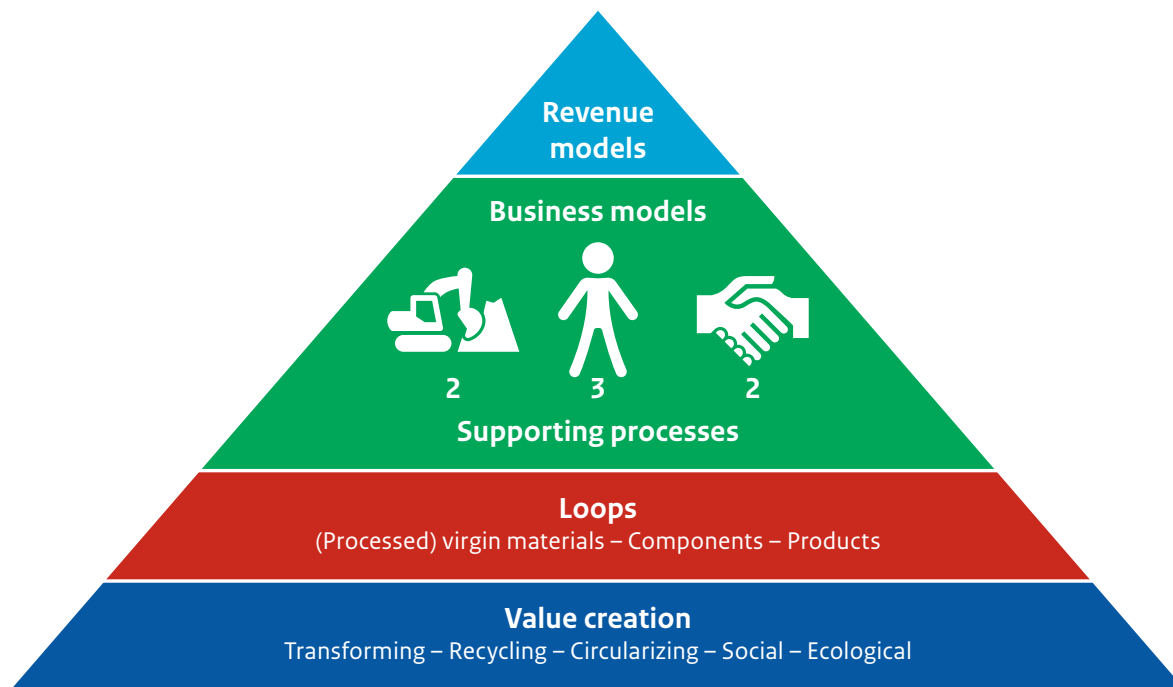 Revenue
models
Business models
2 3 2
Supporting processes
Loops
(Processed) virgin materials – Components – Products
Value creation
Transforming – Recycling – Circularizing – Social – Ecological